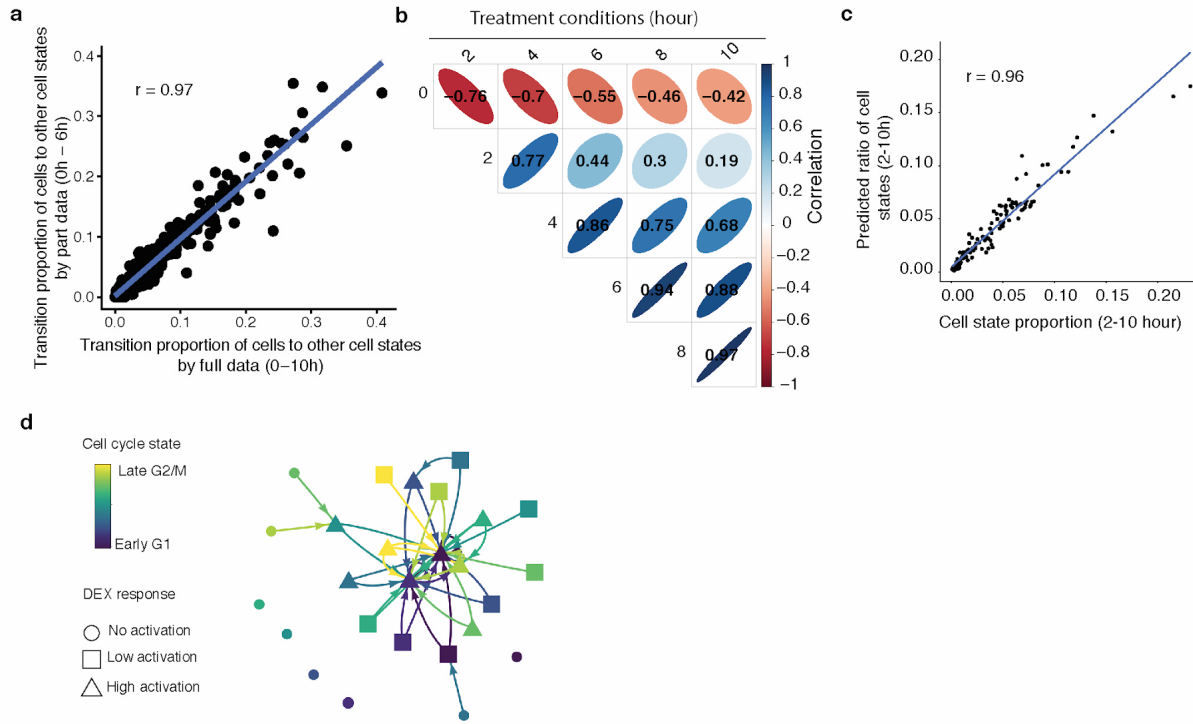 a
Transition proportion of cells to other cell states
by part data (0h – 6h)
0.4
0.3
0.2
0.1
0.0
r = 0.97
0.0 0.1 0.2 0.3 0.4
Transition proportion of cells to other cell states
by full data (0–10h)
b
Treatment conditions (hour)
2 4 6 8 10
0 −0.76 −0.7 −0.55 −0.46 −0.42
2 0.77 0.44 0.3 0.19
4 0.86 0.75 0.68
6 0.94 0.88
8 0.97
1
0.8
0.6
0.4
0.2
0
−0.2
−0.4
−0.6
−0.8
−1
Correlation
c
Predicted ratio of cell
states (2-10h)
0.20
0.15
0.10
0.05
0.00
r = 0.96
0.00 0.05 0.10 0.15 0.20
Cell state proportion (2-10 hour)
d
Cell cycle state
Late G2/M
Early G1
DEX response
No activation
Low activation
High activation